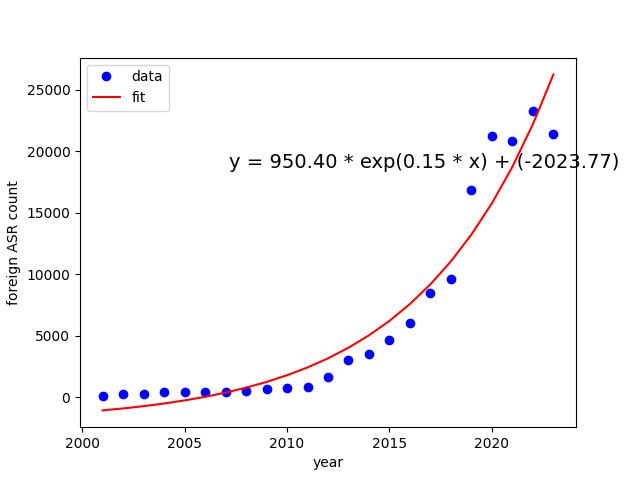 data
fit
y = 950.40 * exp(0.15 * x) + (-2023.77)
foreign ASR count
25000
20000
15000
10000
5000
0
2000 2005 2010 2015 2020
year